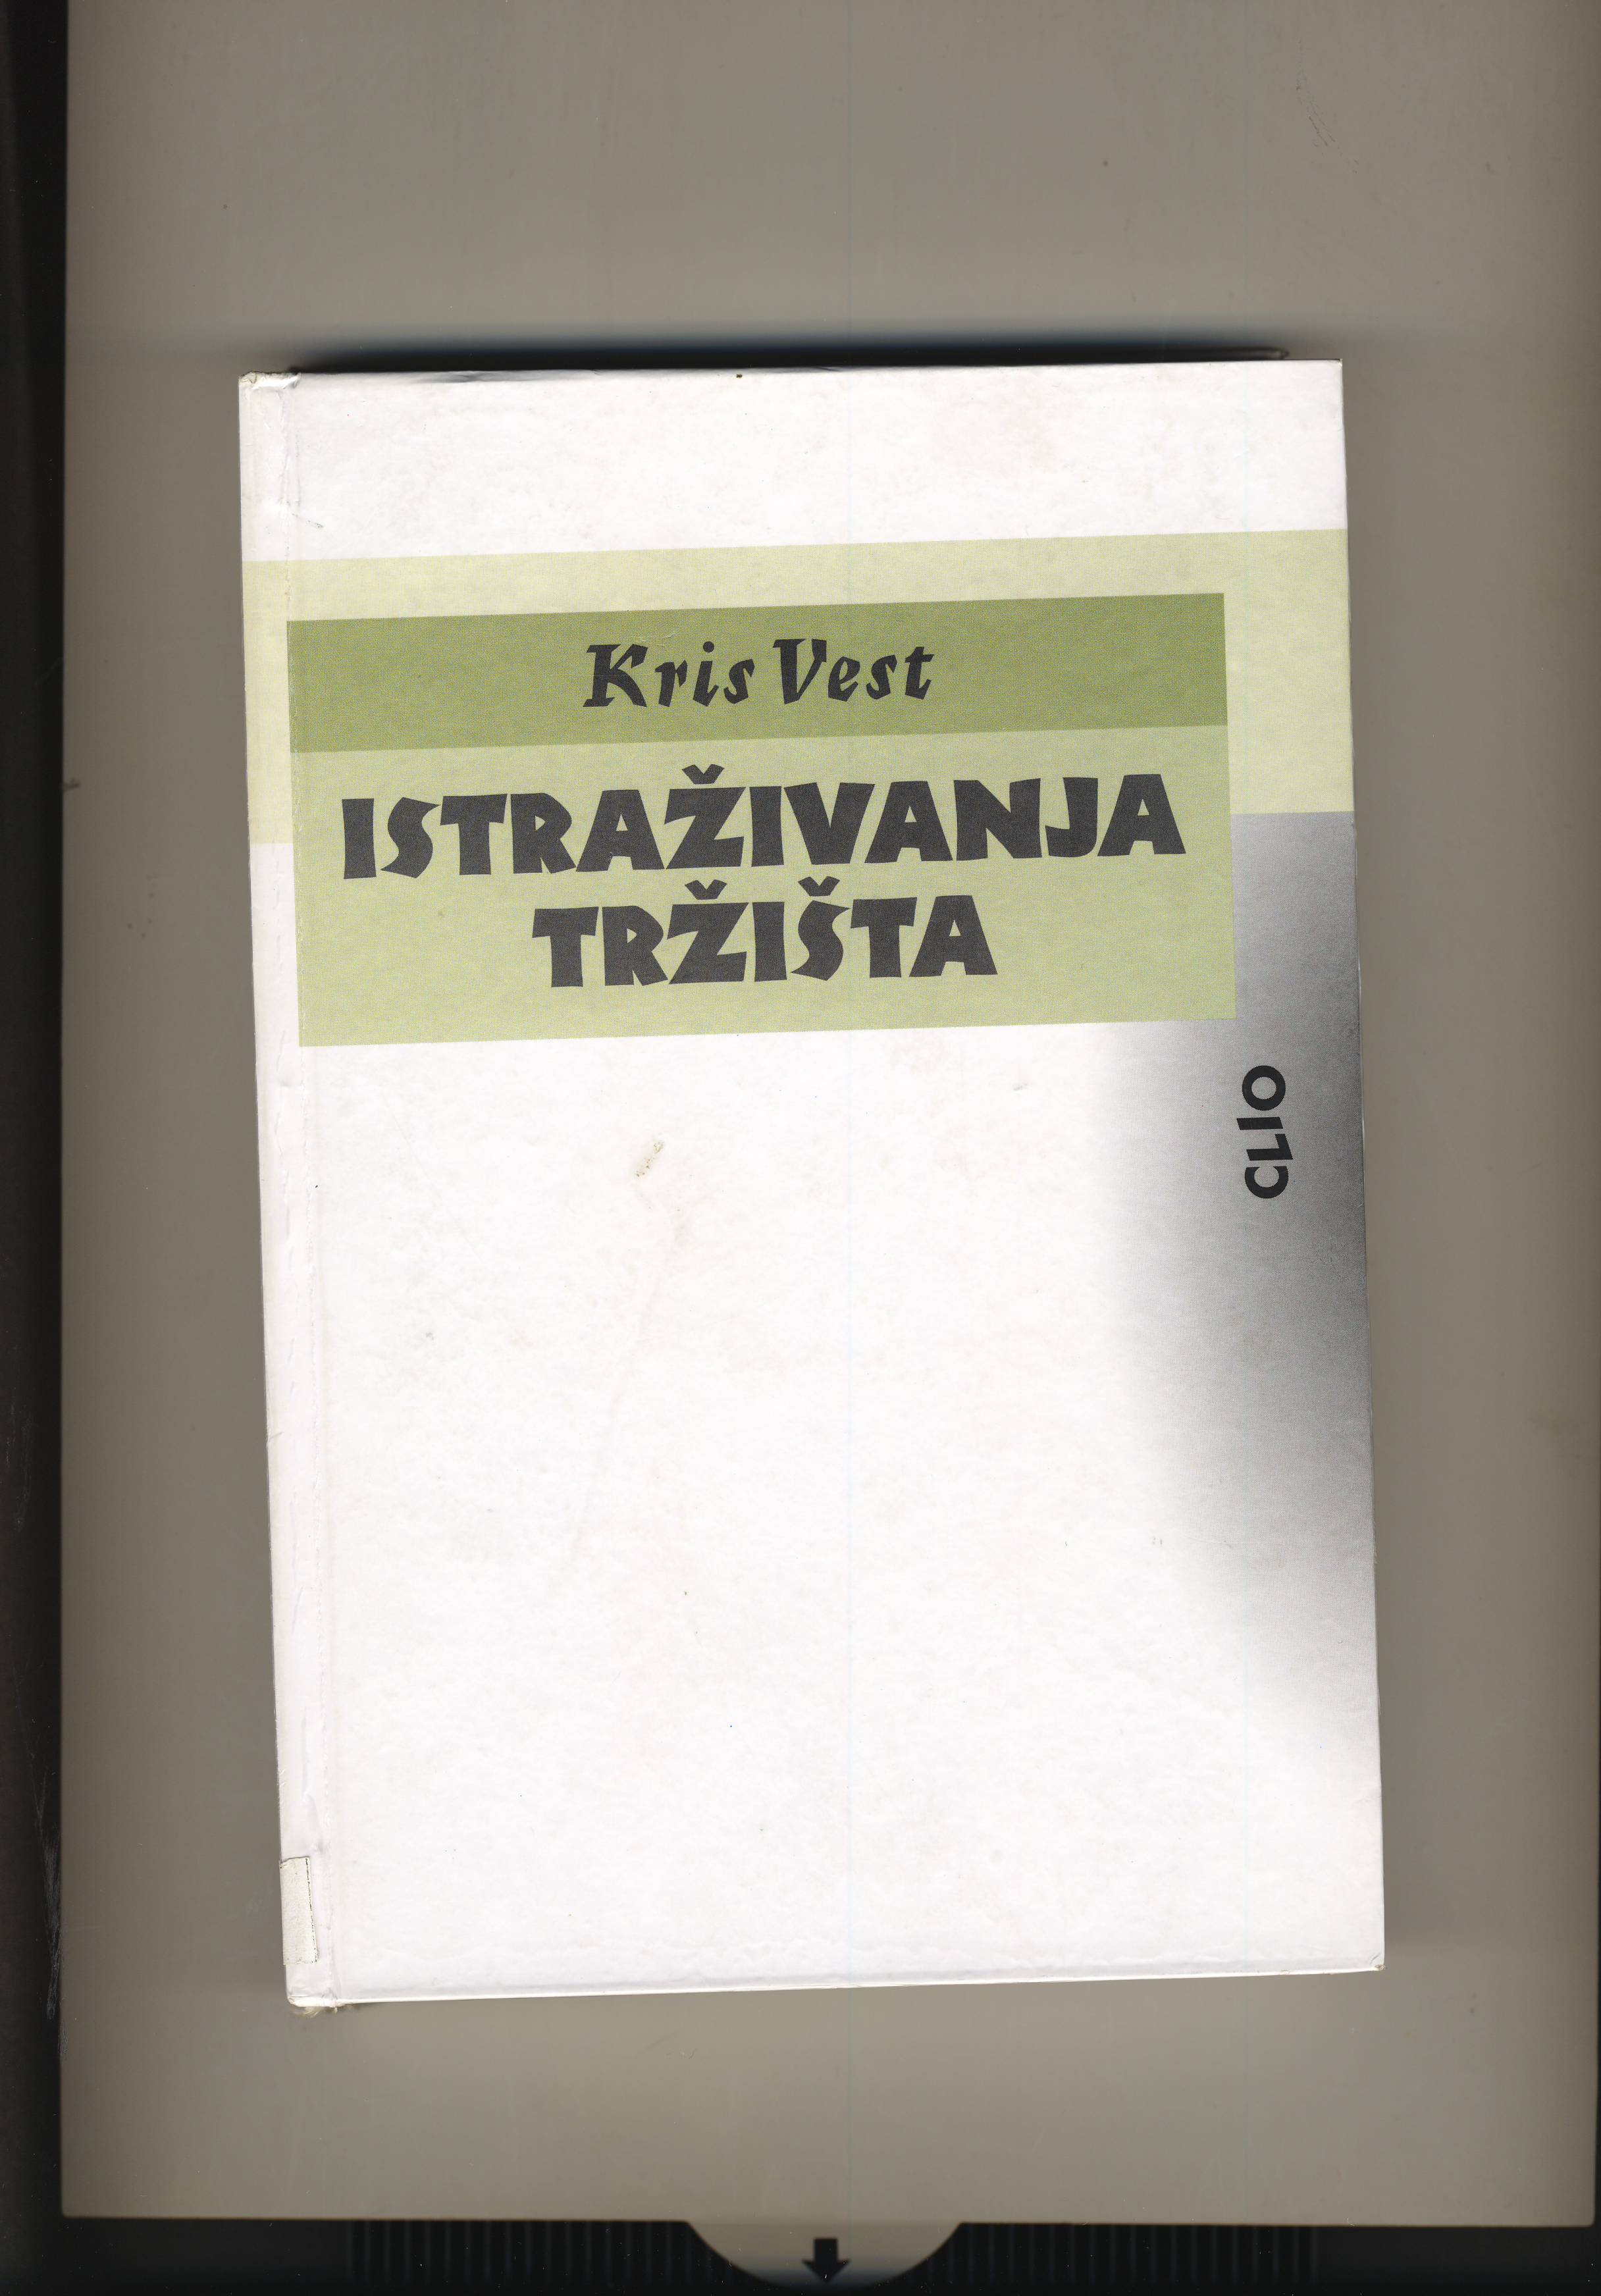 Kris Vest
ISTRAŽIVANJA
TRŽIŠTA
CLIO